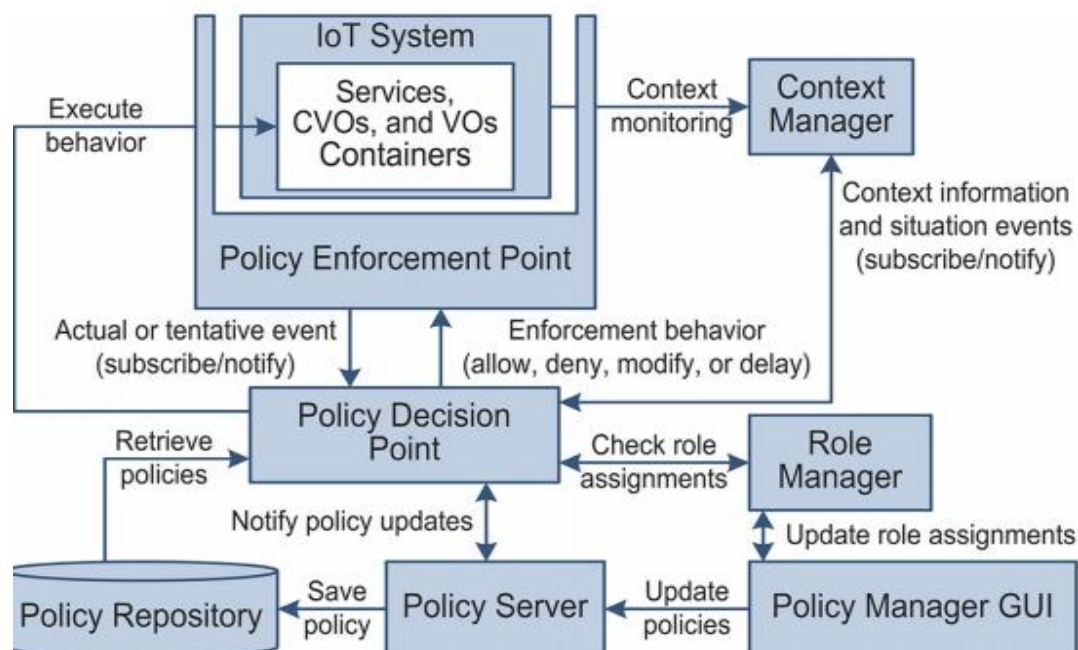 IoT System
Services,
CVOs, and VOs
Containers
Execute
behavior
Context
monitoring
Context
Manager
Policy Enforcement Point
Context information
and situation events
(subscribe/notify)
Actual or tentative event
(subscribe/notify)
Enforcement behavior
(allow, deny, modify, or delay)
Policy Decision
Point
Retrieve
policies
Check role
assignments
Role
Manager
Notify policy updates
Update role assignments
Policy Repository
Save
policy
Policy Server
Update
policies
Policy Manager GUI